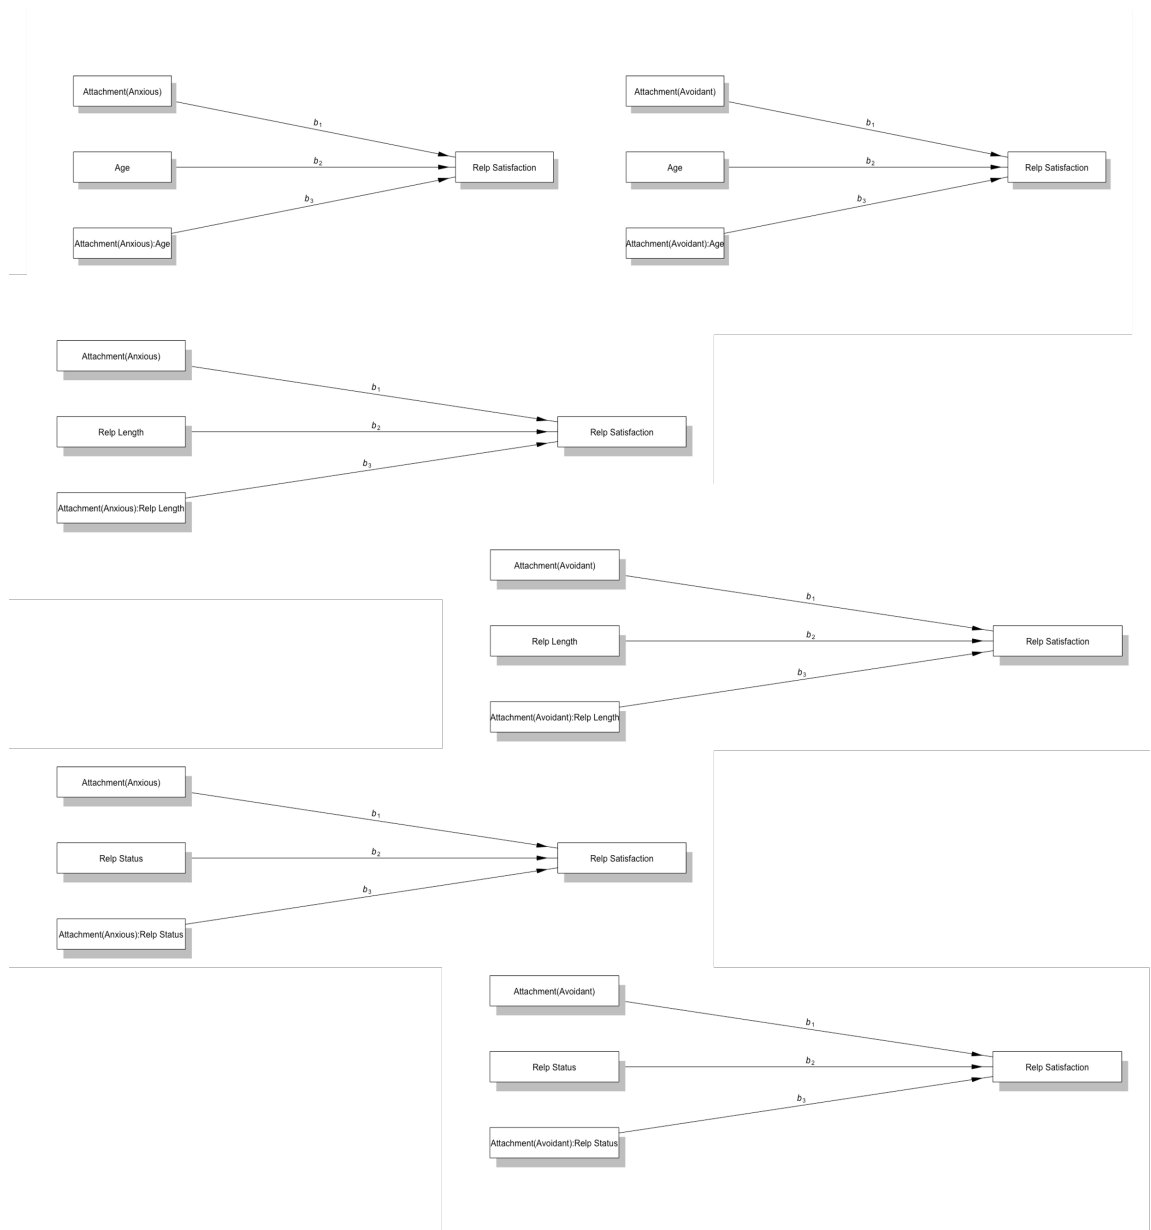 Attachment(Anxious)
b1
Age
b2
Relp Satisfaction
b3
Attachment(Anxious):Age
Attachment(Avoidant)
b1
Age
b2
Relp Satisfaction
b3
Attachment(Avoidant):Age
Attachment(Anxious)
b1
Relp Length
b2
Relp Satisfaction
b3
Attachment(Anxious):Relp Length
Attachment(Avoidant)
b1
Relp Length
b2
Relp Satisfaction
b3
Attachment(Avoidant):Relp Length
Attachment(Anxious)
b1
Relp Status
b2
Relp Satisfaction
b3
Attachment(Anxious):Relp Status
Attachment(Avoidant)
b1
Relp Status
b2
Relp Satisfaction
b3
Attachment(Avoidant):Relp Status